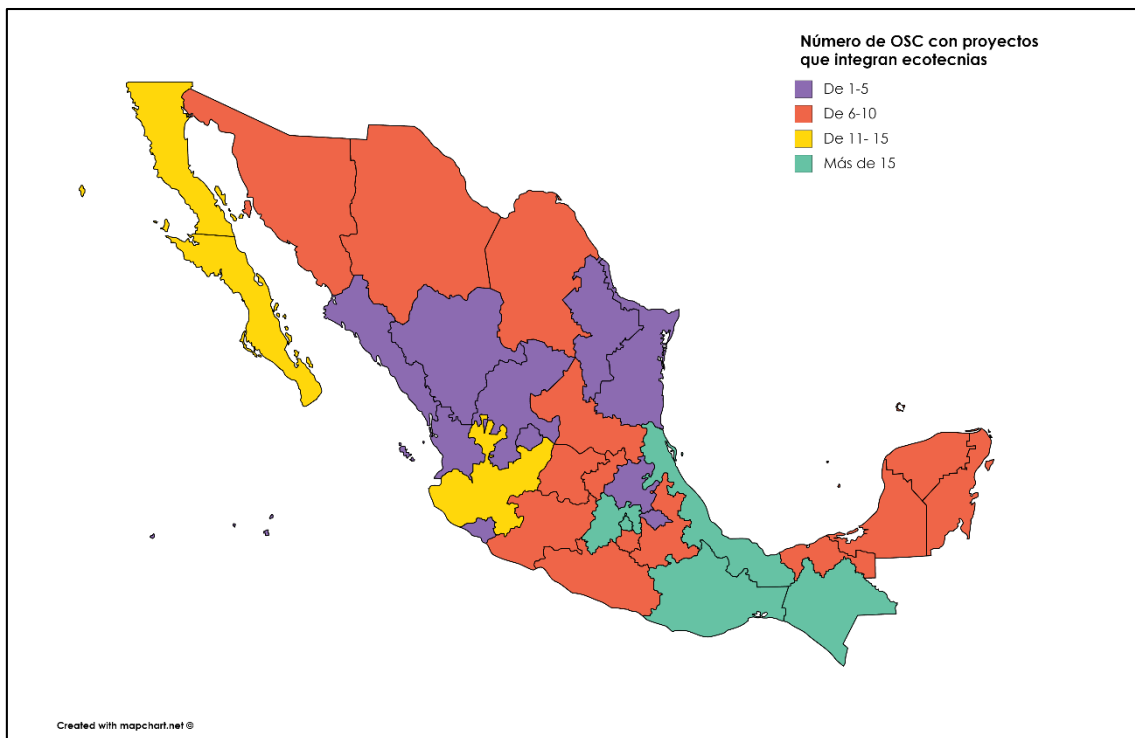 Número de OSC con proyectos
que integran ecotecnias
De 1-5
De 6-10
De 11- 15
Más de 15
Created with mapchart.net ©